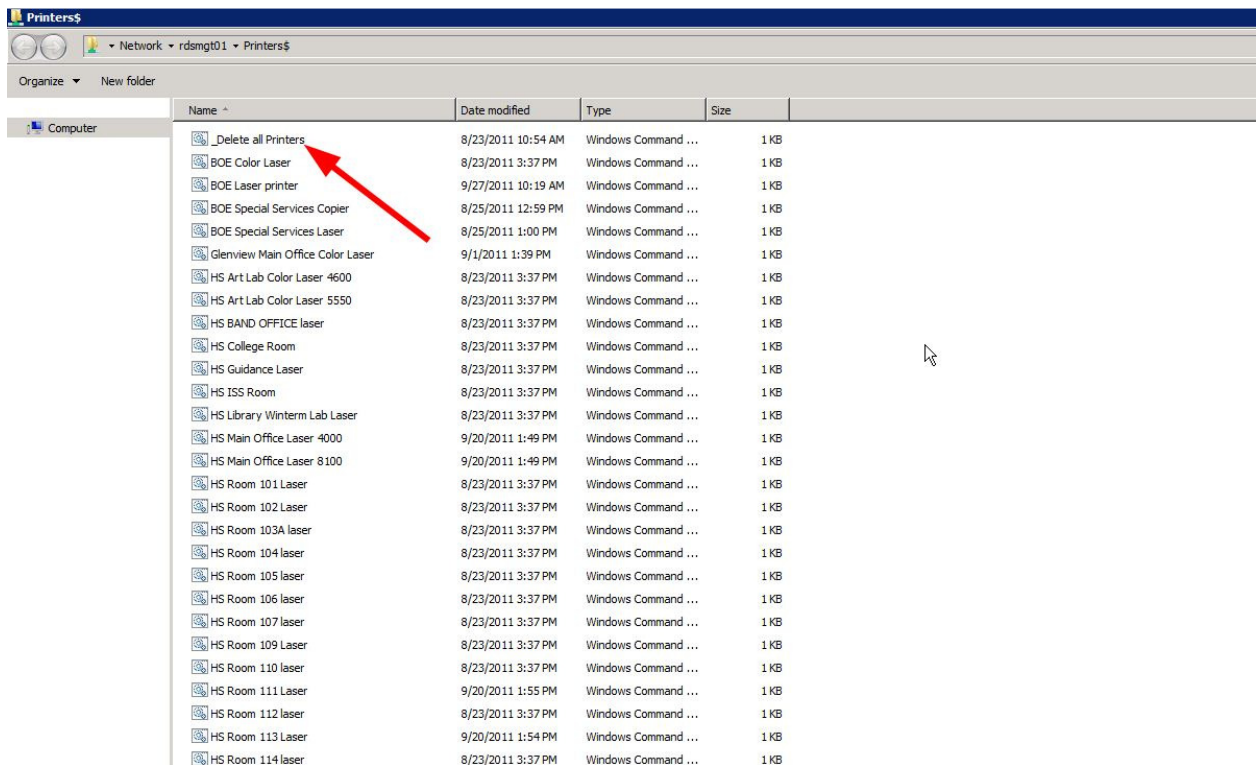 Printers$
Network rdsmgt01 Printers$
Organize New folder
Name Date modified Type Size
Computer
_Delete all Printers 8/23/2011 10:54 AM Windows Command ... 1 KB
BOE Color Laser 8/23/2011 3:37 PM Windows Command ... 1 KB
BOE Laser printer 9/27/2011 10:19 AM Windows Command ... 1 KB
BOE Special Services Copier 8/25/2011 12:59 PM Windows Command ... 1 KB
BOE Special Services Laser 8/25/2011 1:00 PM Windows Command ... 1 KB
Glenview Main Office Color Laser 9/1/2011 1:39 PM Windows Command ... 1 KB
HS Art Lab Color Laser 4600 8/23/2011 3:37 PM Windows Command ... 1 KB
HS Art Lab Color Laser 5550 8/23/2011 3:37 PM Windows Command ... 1 KB
HS BAND OFFICE laser 8/23/2011 3:37 PM Windows Command ... 1 KB
HS College Room 8/23/2011 3:37 PM Windows Command ... 1 KB
HS Guidance Laser 8/23/2011 3:37 PM Windows Command ... 1 KB
HS ISS Room 8/23/2011 3:37 PM Windows Command ... 1 KB
HS Library Winterm Lab Laser 8/23/2011 3:37 PM Windows Command ... 1 KB
HS Main Office Laser 4000 9/20/2011 1:49 PM Windows Command ... 1 KB
HS Main Office Laser 8100 9/20/2011 1:49 PM Windows Command ... 1 KB
HS Room 101 Laser 8/23/2011 3:37 PM Windows Command ... 1 KB
HS Room 102 Laser 8/23/2011 3:37 PM Windows Command ... 1 KB
HS Room 103A laser 8/23/2011 3:37 PM Windows Command ... 1 KB
HS Room 104 laser 8/23/2011 3:37 PM Windows Command ... 1 KB
HS Room 105 laser 8/23/2011 3:37 PM Windows Command ... 1 KB
HS Room 106 laser 8/23/2011 3:37 PM Windows Command ... 1 KB
HS Room 107 laser 8/23/2011 3:37 PM Windows Command ... 1 KB
HS Room 109 Laser 8/23/2011 3:37 PM Windows Command ... 1 KB
HS Room 110 laser 8/23/2011 3:37 PM Windows Command ... 1 KB
HS Room 111 Laser 9/20/2011 1:55 PM Windows Command ... 1 KB
HS Room 112 laser 8/23/2011 3:37 PM Windows Command ... 1 KB
HS Room 113 Laser 9/20/2011 1:54 PM Windows Command ... 1 KB
HS Room 114 laser 8/23/2011 3:37 PM Windows Command ... 1 KB